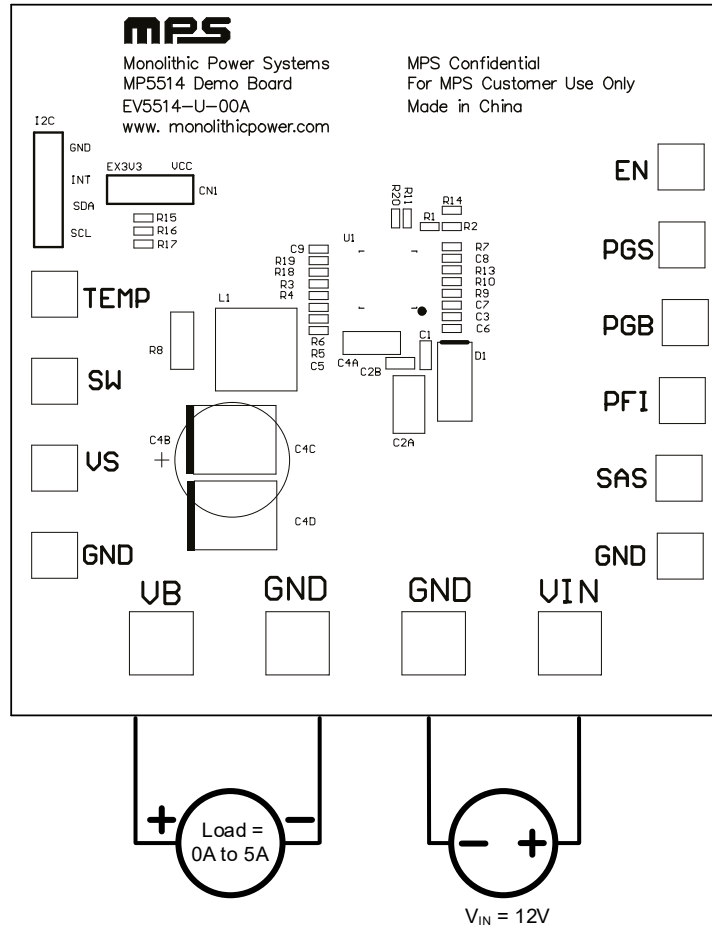 mps
Monolithic Power Systems
MP5514 Demo Board
EV5514-U-00A
www. monolithicpower.com
MPS Confidential
For MPS Customer Use Only
Made in China
I2C
GND
INT
SDA
SCL
EX3V3 VCC
CN1
R15
R16
R17
TEMP
SW
VS
GND
R20
R11
R14
R1
R2
U1
C9
R19
R18
R3
R4
R6
R5
C5
R7
C8
R13
R10
R9
C7
C3
C6
L1
R8
C4A
C2B
C1
D1
C2A
C4B
+
C4C
C4D
EN
PGS
PGB
PFI
SAS
GND
VB
GND
GND
VIN
+
Load =
0A to 5A
-
-
+
VIN = 12V